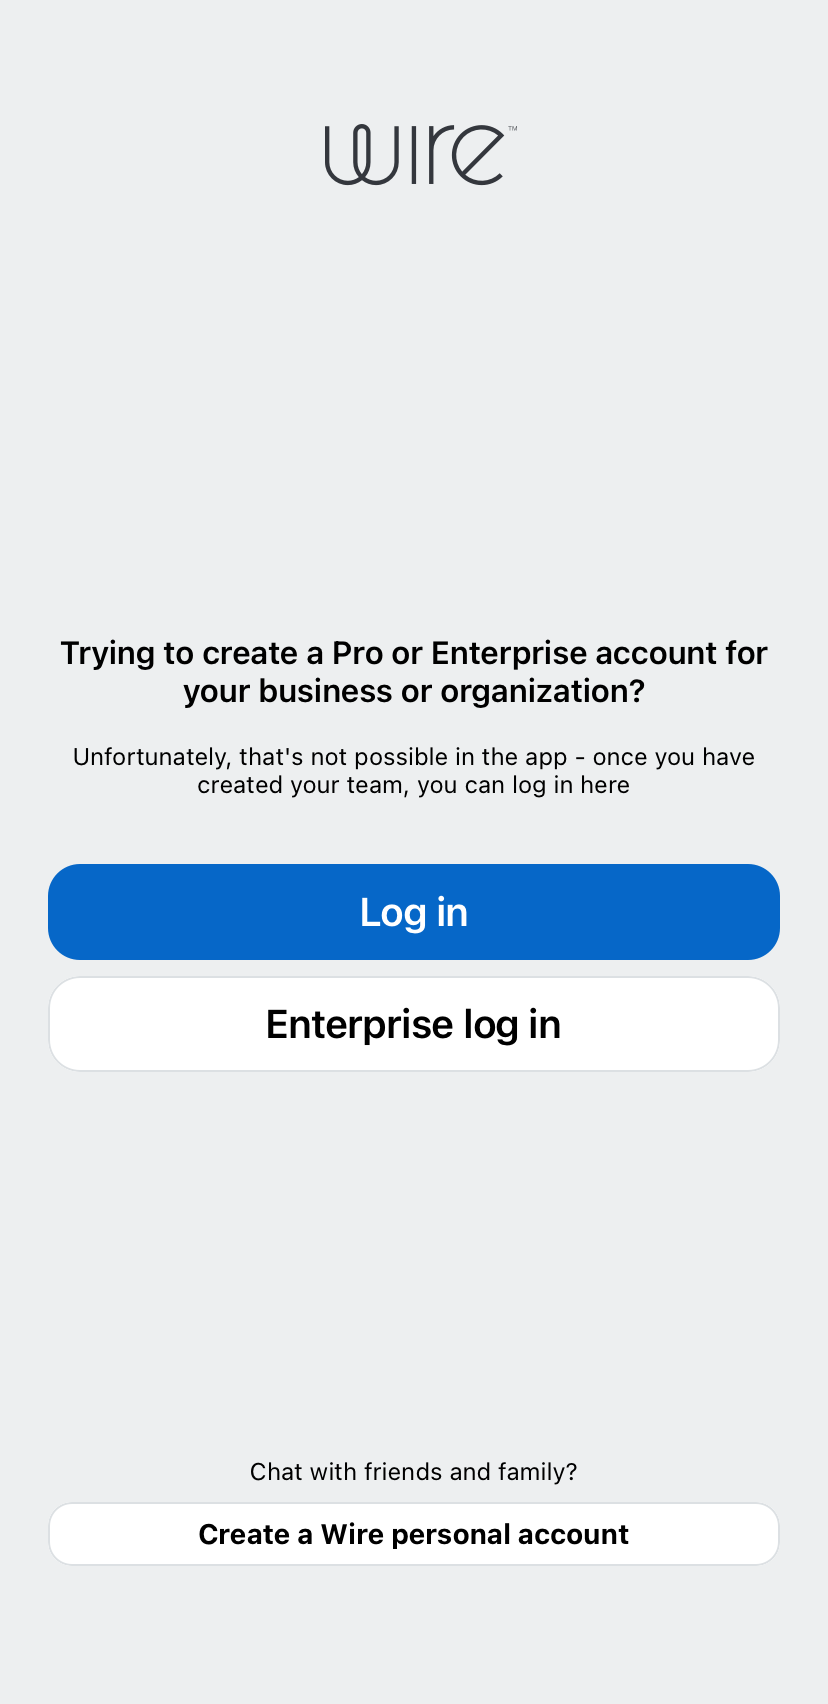 wire™
Trying to create a Pro or Enterprise account for
your business or organization?
Unfortunately, that's not possible in the app - once you have
created your team, you can log in here
Log in
Enterprise log in
Chat with friends and family?
Create a Wire personal account